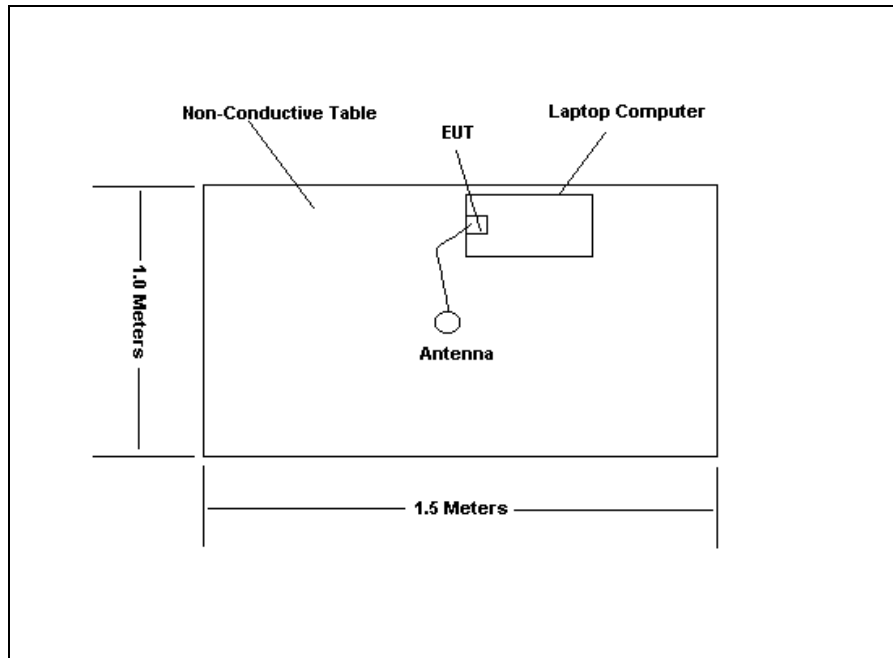 Non-Conductive Table
Laptop Computer
EUT
1.0 Meters
Antenna
1.5 Meters